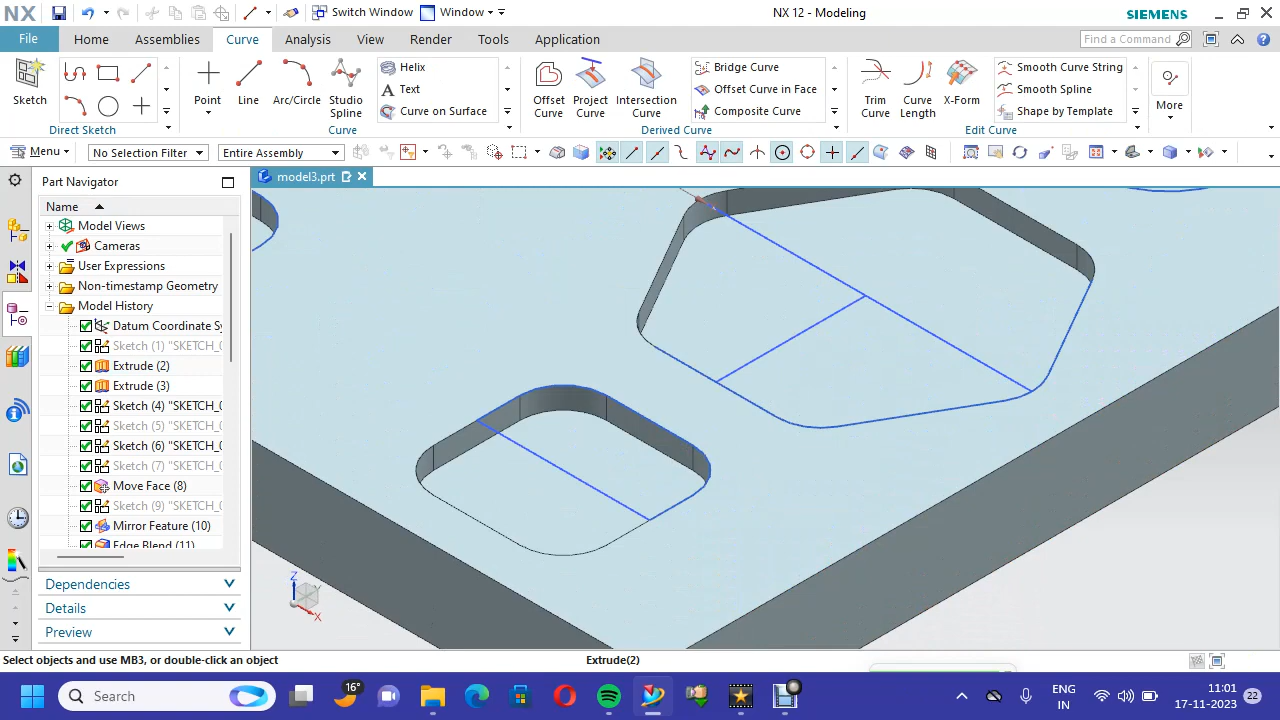 NX Switch Window Window NX 12 - Modeling SIEMENS
File Home Assemblies Curve Analysis View Render Tools Application Find a Command
Sketch
Direct Sketch
Point Line Arc/Circle Studio Spline
Helix
Text
Curve on Surface
Curve
Offset Curve Project Curve Intersection Curve
Bridge Curve
Offset Curve in Face
Composite Curve
Derived Curve
Trim Curve Curve Length X-Form
Smooth Curve String
Smooth Spline
Shape by Template
Edit Curve
More
Menu No Selection Filter Entire Assembly
Part Navigator
model3.prt
Name
Model Views
Cameras
User Expressions
Non-timestamp Geometry
Model History
Datum Coordinate Sy
Sketch (1) "SKETCH_0
Extrude (2)
Extrude (3)
Sketch (4) "SKETCH_0
Sketch (5) "SKETCH_0
Sketch (6) "SKETCH_0
Sketch (7) "SKETCH_0
Move Face (8)
Sketch (9) "SKETCH_0
Mirror Feature (10)
Edge Blend (11)
Dependencies
Details
Preview
Z
Y
X
Select objects and use MB3, or double-click an object Extrude(2)
Search 16° ENG IN 11:01 17-11-2023 22